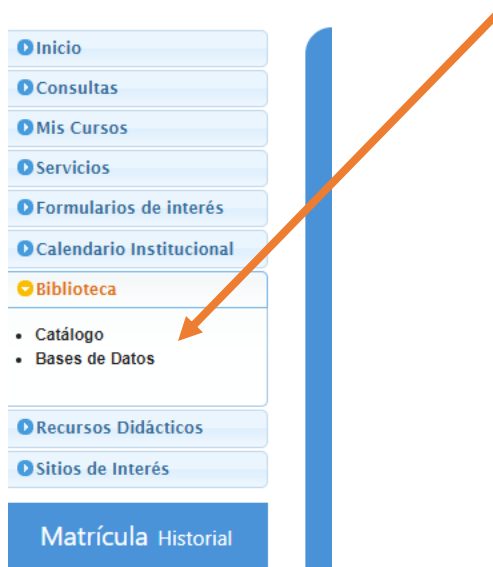 Inicio
Consultas
Mis Cursos
Servicios
Formularios de interés
Calendario Institucional
Biblioteca
Catálogo
Bases de Datos
Recursos Didácticos
Sitios de Interés
Matrícula Historial